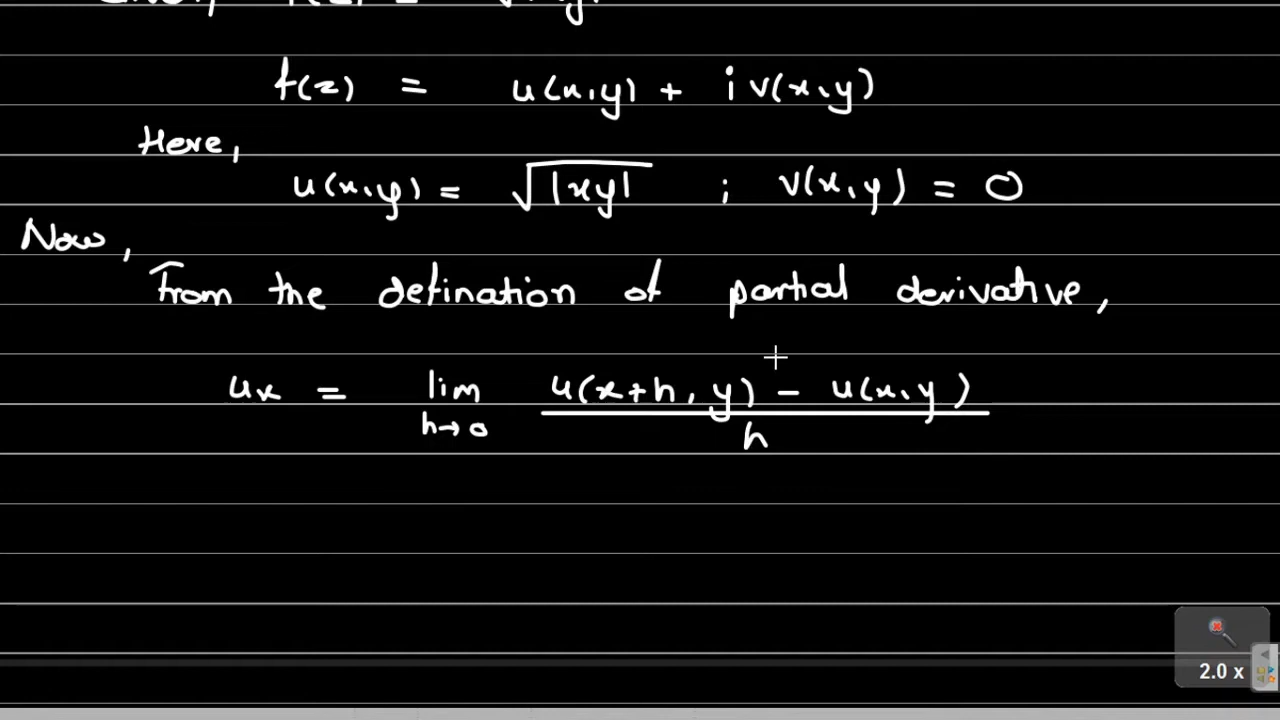 f(z) = u(x,y) + i v(x,y)
Here,
u(x,y) = √|xy| ; v(x,y) = 0
Now,
From the defination of partial derivative,
ux = lim h→0 u(x+h, y) - u(x,y) / h
2.0 x